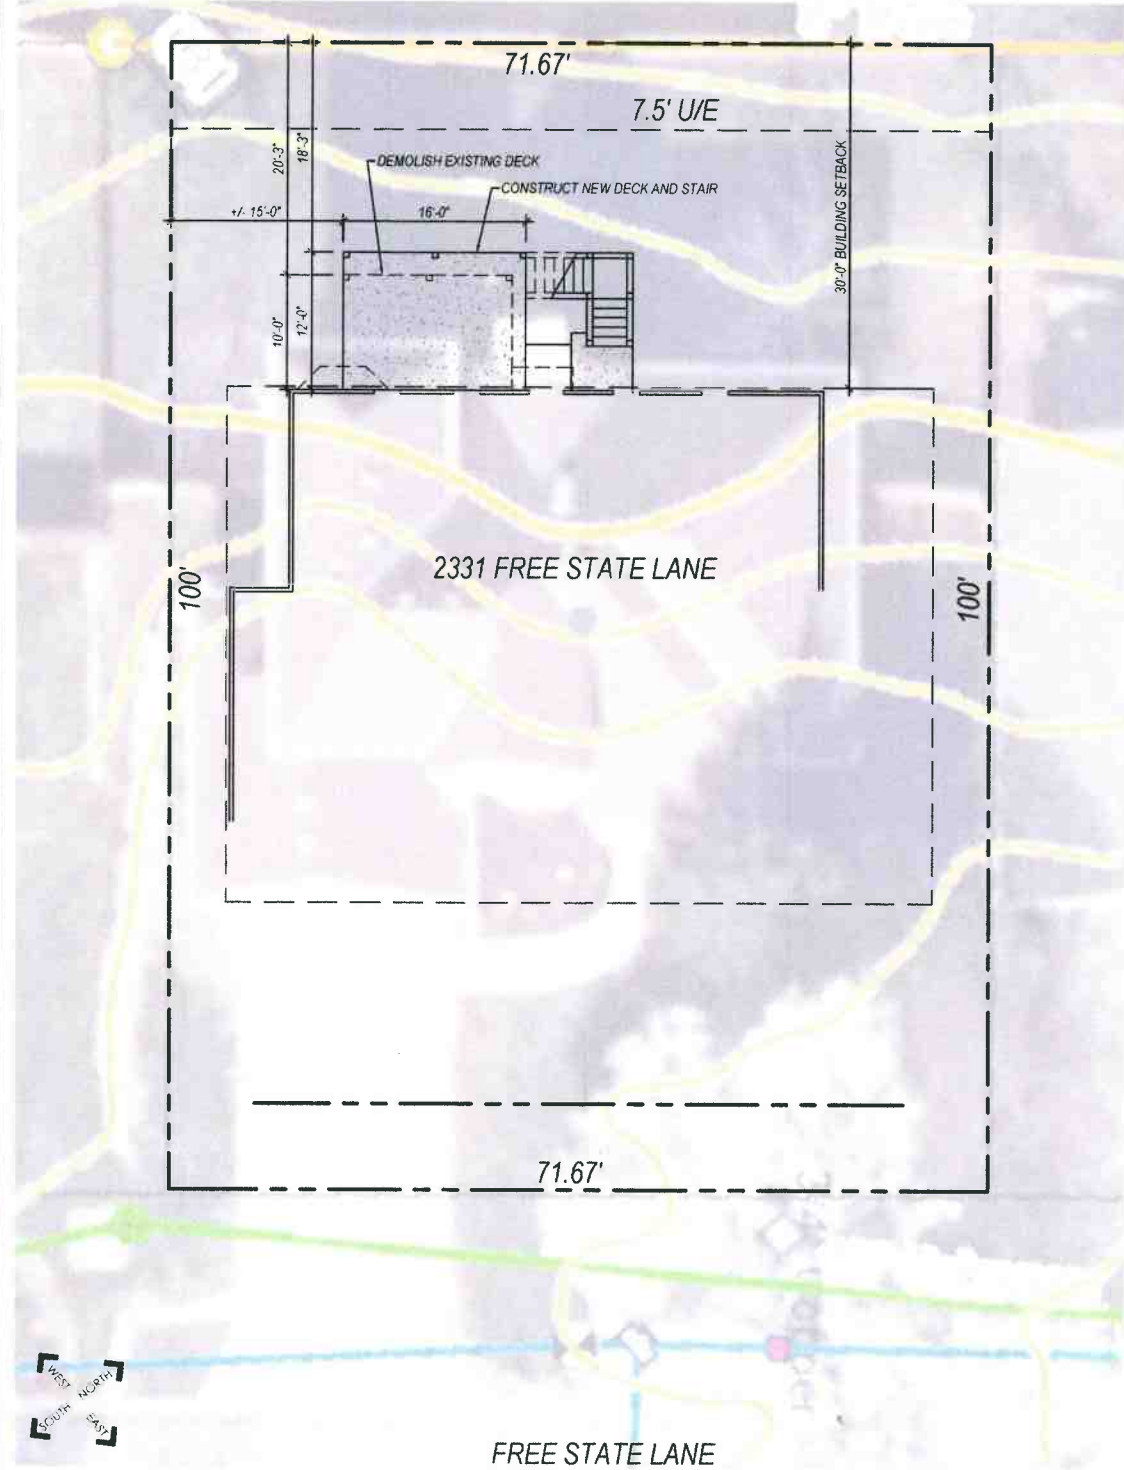 71.67'
7.5' U/E
20'-3"
18'-3"
DEMOLISH EXISTING DECK
CONSTRUCT NEW DECK AND STAIR
30'-0" BUILDING SETBACK
+/- 15'-0"
16'-0"
10'-0"
12'-0"
2331 FREE STATE LANE
100'
100'
71.67'
WEST
NORTH
SOUTH
EAST
FREE STATE LANE